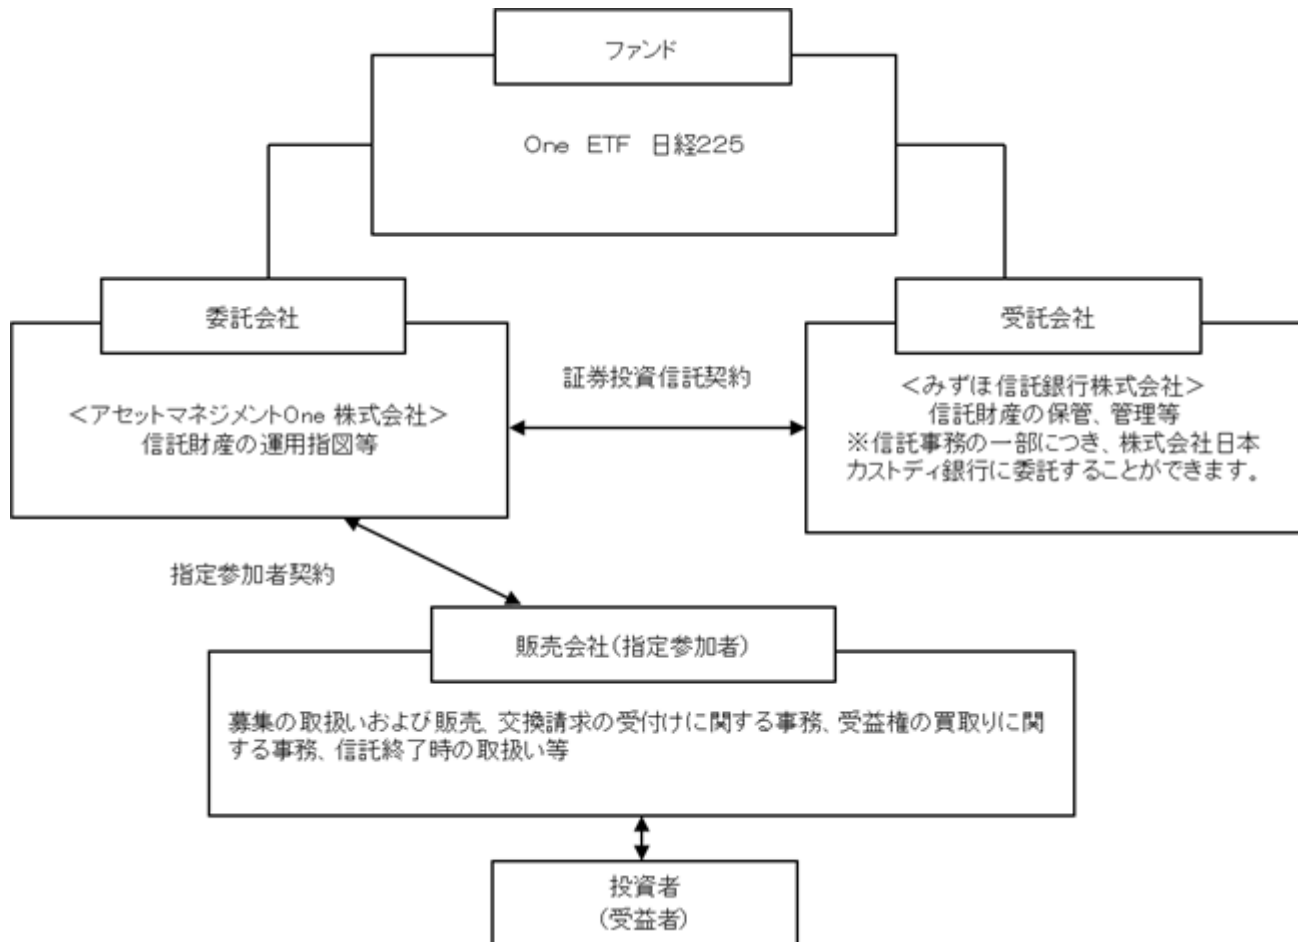 ファンド
One ETF 日経225
委託会社
<アセットマネジメントOne 株式会社>
信託財産の運用指図等
証券投資信託契約
受託会社
<みずほ信託銀行株式会社>
信託財産の保管、管理等
※信託事務の一部につき、株式会社日本
カストディ銀行に委託することができます。
指定参加者契約
販売会社(指定参加者)
募集の取扱いおよび販売、交換請求の受付けに関する事務、受益権の買取りに関
する事務、信託終了時の取扱い等
投資者
(受益者)